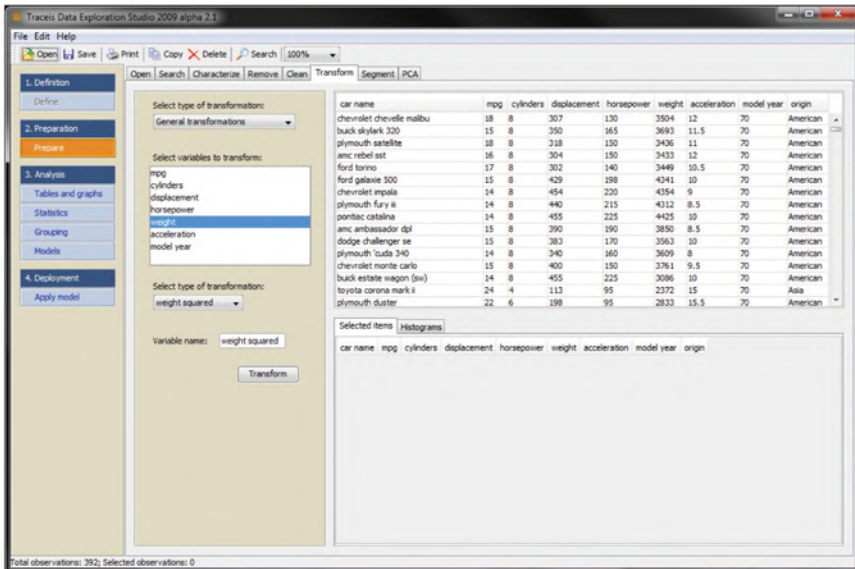 Traceis Data Exploration Studio 2009 alpha 2.1
File Edit Help
Open Save Print Copy Delete Search 100%
1. Definition
Define
2. Preparation
Prepare
3. Analysis
Tables and graphs
Statistics
Grouping
Models
4. Deployment
Apply model
Open Search Characterize Remove Clean Transform Segment PCA
Select type of transformation:
General transformations
Select variables to transform:
mpg
cylinders
displacement
horsepower
weight
acceleration
model year
Select type of transformation:
weight squared
Variable name: weight squared
Transform
car name mpg cylinders displacement horsepower weight acceleration model year origin
chevrolet chevelle malibu 18 8 307 130 3504 12 70 American
buick skylark 320 15 8 350 165 3693 11.5 70 American
plymouth satellite 18 8 318 150 3436 11 70 American
amc rebel sst 16 8 304 150 3433 12 70 American
ford torino 17 8 302 140 3449 10.5 70 American
ford galaxie 500 15 8 429 198 4341 10 70 American
chevrolet impala 14 8 454 220 4354 9 70 American
plymouth fury iii 14 8 440 215 4312 8.5 70 American
pontiac catalina 14 8 455 225 4425 10 70 American
amc ambassador dpl 15 8 390 190 3850 8.5 70 American
dodge challenger se 15 8 383 170 3563 10 70 American
plymouth 'cuda 340 14 8 340 160 3609 8 70 American
chevrolet monte carlo 15 8 400 150 3761 9.5 70 American
buick estate wagon (sw) 14 8 455 225 3086 10 70 American
toyota corona mark ii 24 4 113 95 2372 15 70 Asia
plymouth duster 22 6 198 95 2833 15.5 70 American
Selected items Histograms
car name mpg cylinders displacement horsepower weight acceleration model year origin
Total observations: 392; Selected observations: 0